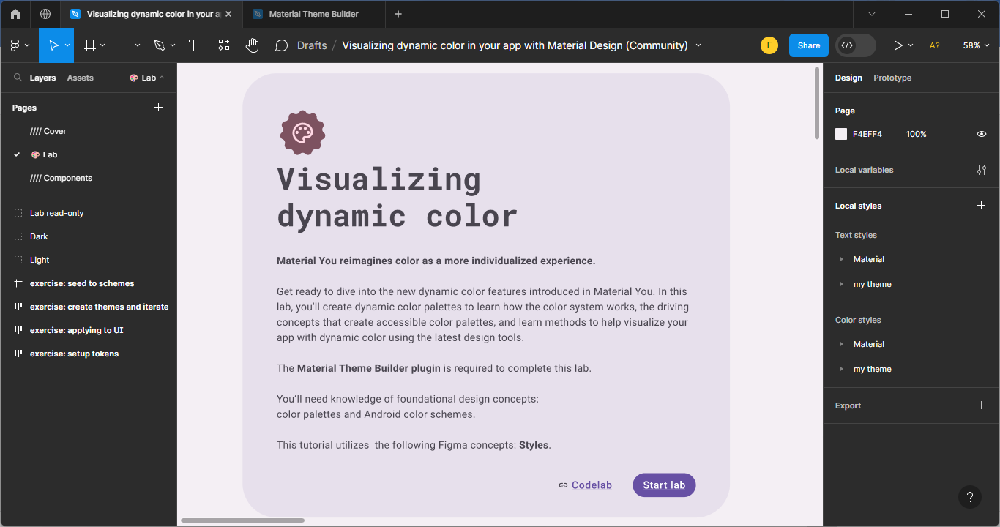 Visualizing dynamic color in your a
Material Theme Builder
Drafts / Visualizing dynamic color in your app with Material Design (Community)
F
Share
A?
58%
Layers
Assets
Lab
Pages
//// Cover
Lab
//// Components
Lab read-only
Dark
Light
exercise: seed to schemes
exercise: create themes and iterate
exercise: applying to UI
exercise: setup tokens
Visualizing
dynamic color
Material You reimagines color as a more individualized experience.
Get ready to dive into the new dynamic color features introduced in Material You. In this
lab, you'll create dynamic color palettes to learn how the color system works, the driving
concepts that create accessible color palettes, and learn methods to help visualize your
app with dynamic color using the latest design tools.
The Material Theme Builder plugin is required to complete this lab.
You'll need knowledge of foundational design concepts:
color palettes and Android color schemes.
This tutorial utilizes  the following Figma concepts: Styles.
Codelab
Start lab
Design
Prototype
Page
F4EFF4
100%
Local variables
Local styles
Text styles
Material
my theme
Color styles
Material
my theme
Export
?